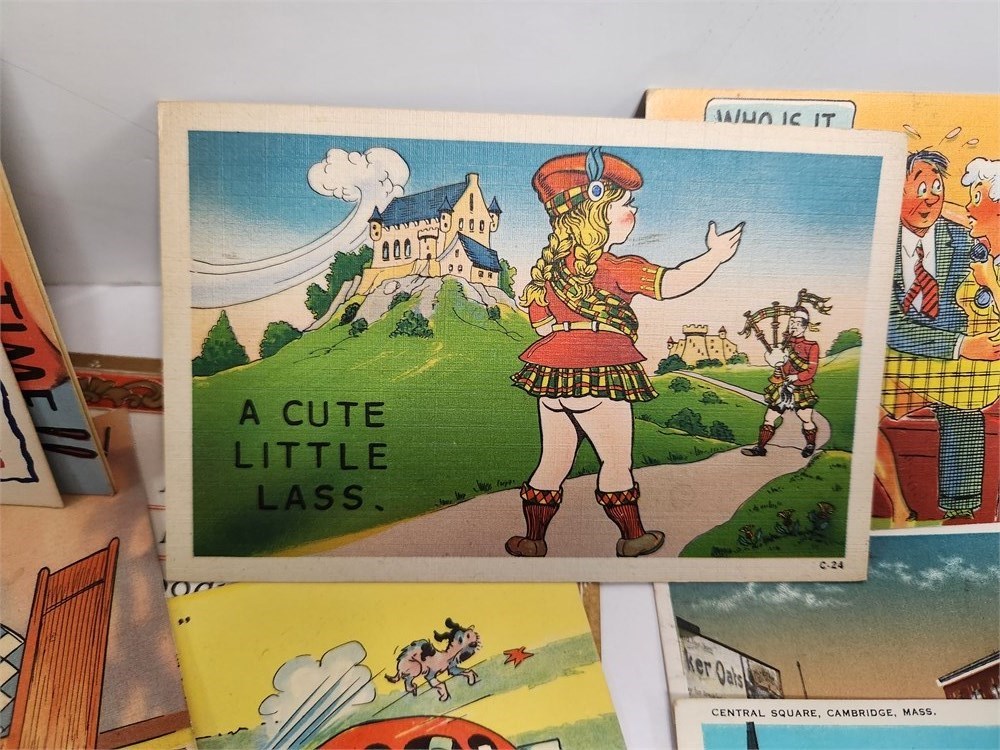 WHO IS IT
A CUTE
LITTLE
LASS.
C-24
TIME!!
ker Oats
CENTRAL SQUARE, CAMBRIDGE, MASS.